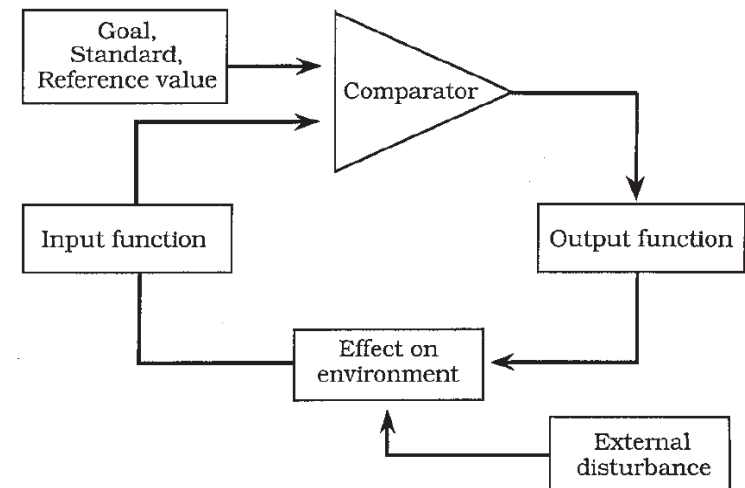 Goal,
Standard,
Reference value
Comparator
Input function
Output function
Effect on
environment
External
disturbance